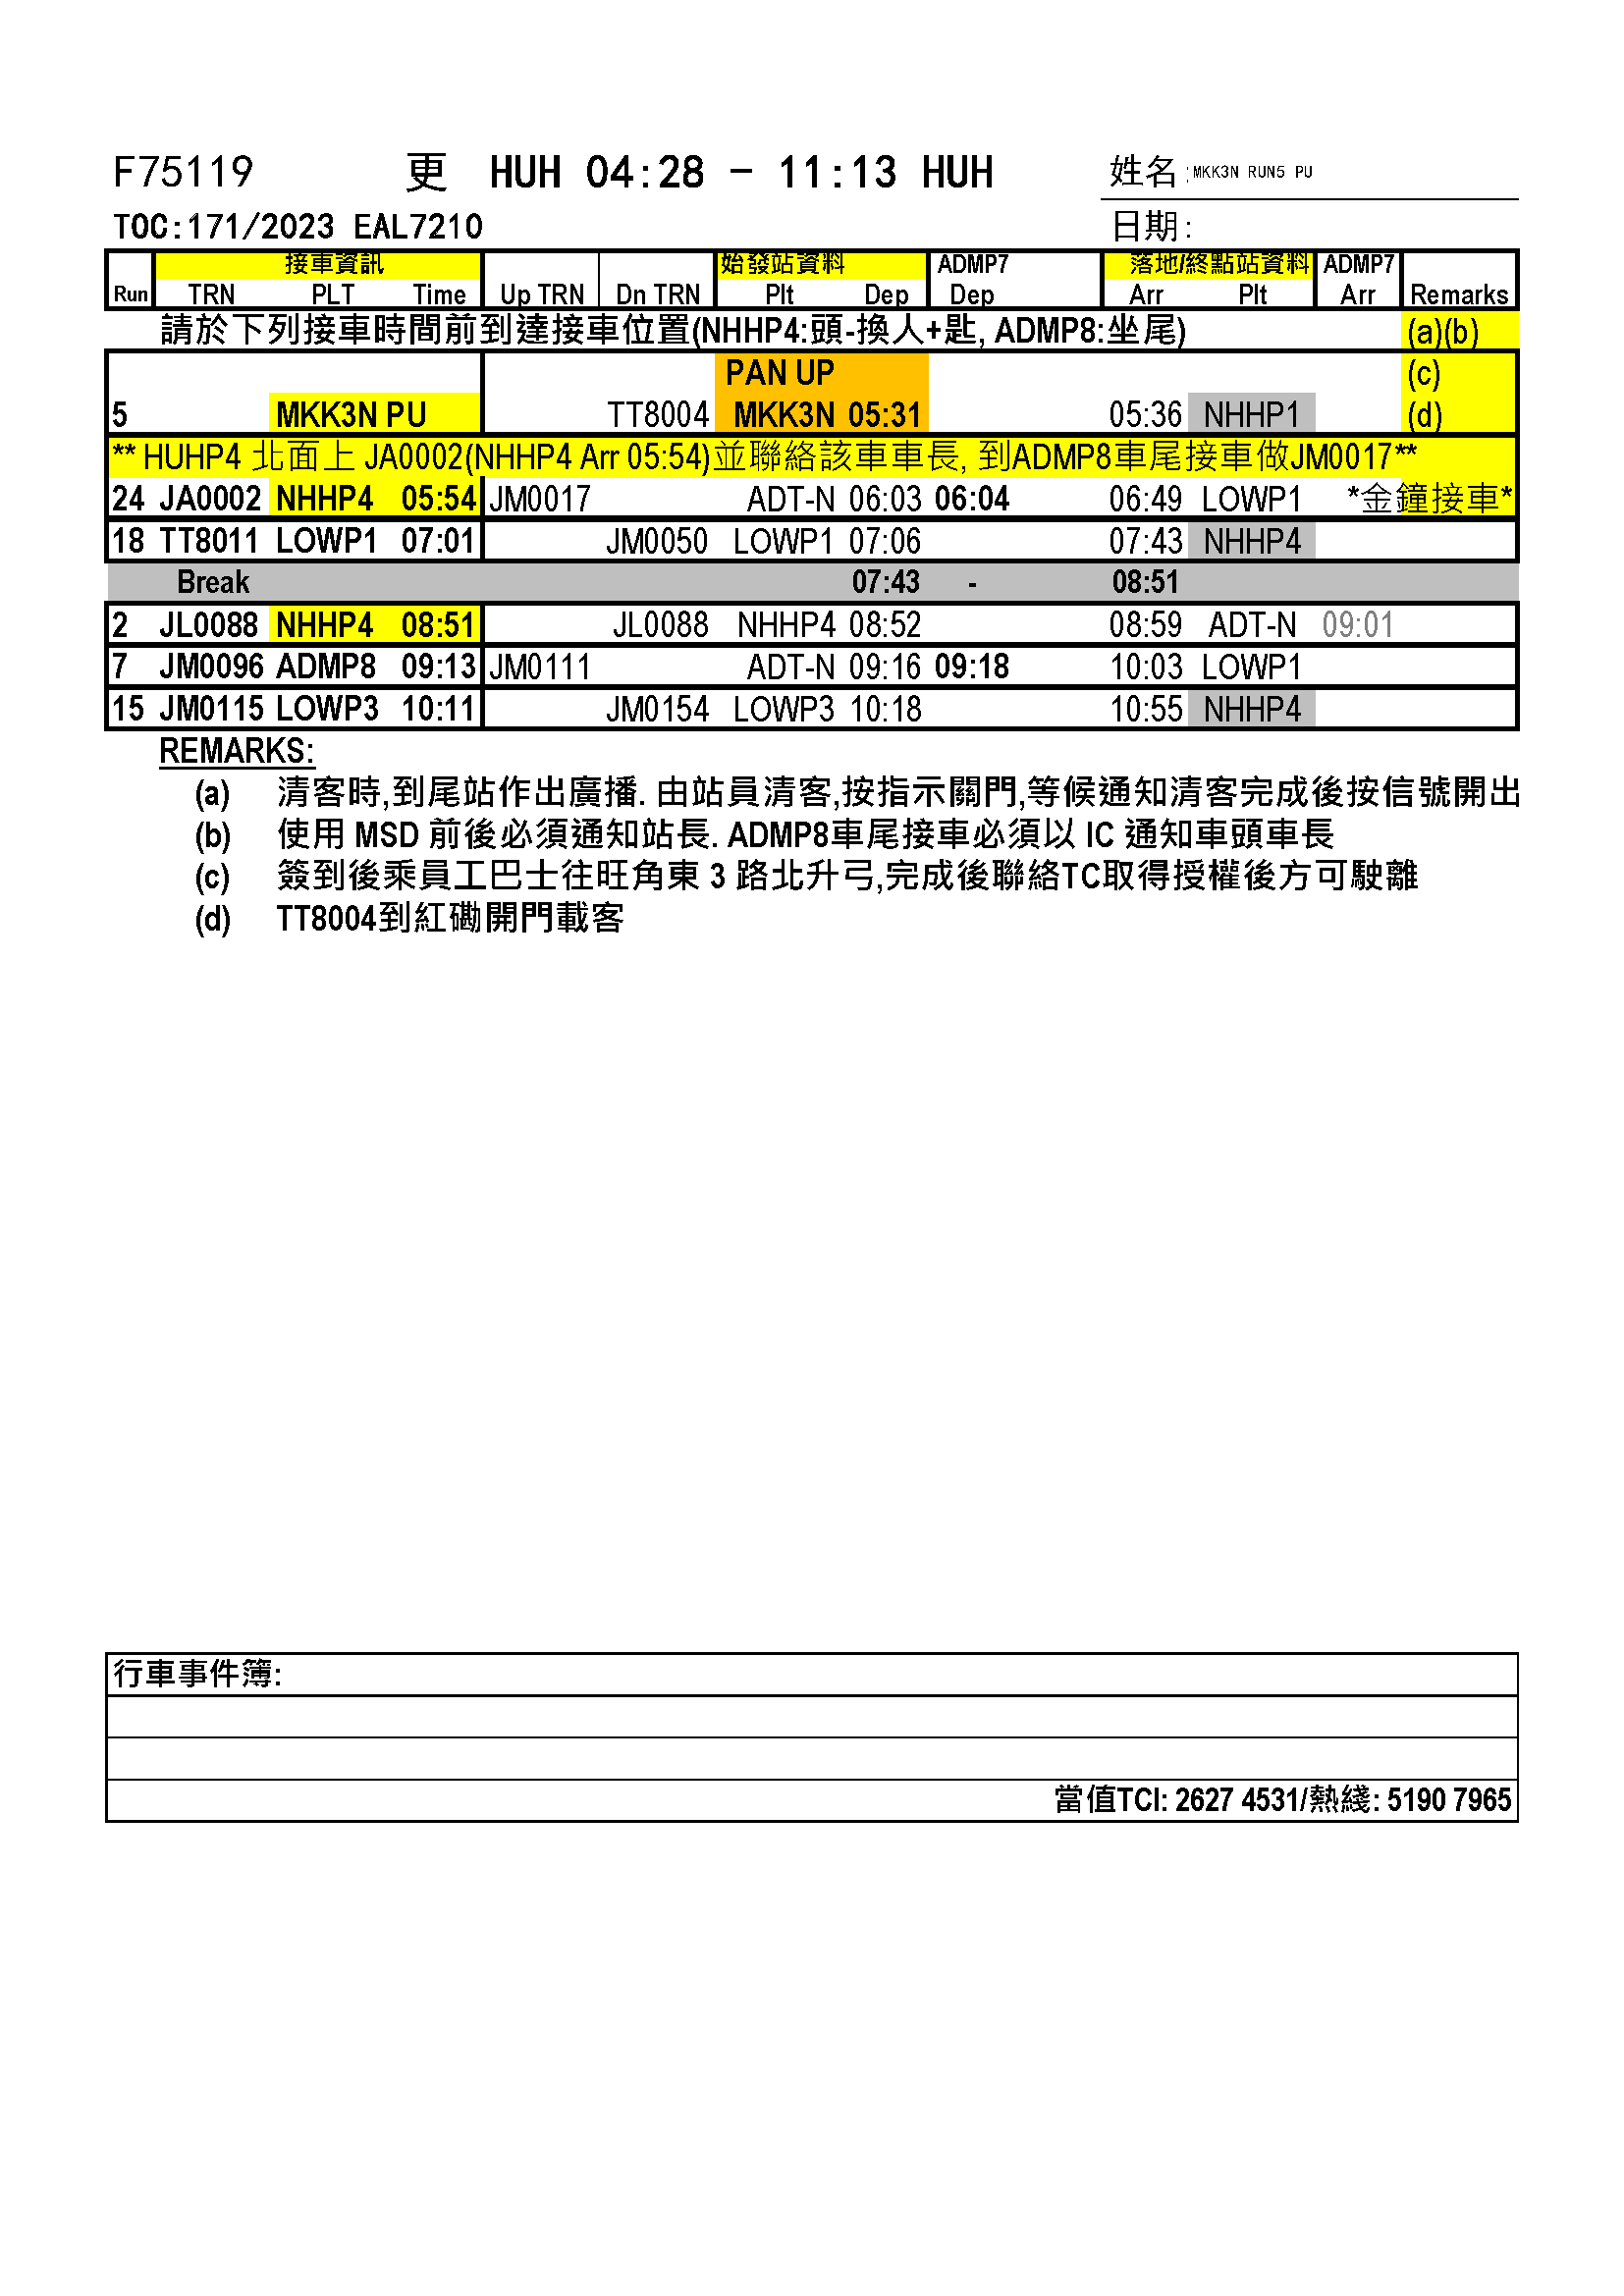 F75119 更 HUH 04:28 - 11:13 HUH 姓名:MKK3N RUN5 PU
TOC:171/2023 EAL7210 日期:
接車資訊 始發站資料 ADMP7 落地/終點站資料 ADMP7
Run TRN PLT Time Up TRN Dn TRN Plt Dep Dep Arr Plt Arr Remarks
請於下列接車時間前到達接車位置(NHHP4:頭-換人+匙, ADMP8:坐尾) (a)(b)
PAN UP (c)
5 MKK3N PU TT8004 MKK3N 05:31 05:36 NHHP1 (d)
** HUHP4 北面上 JA0002(NHHP4 Arr 05:54)並聯絡該車車長, 到ADMP8車尾接車做JM0017**
24 JA0002 NHHP4 05:54 JM0017 ADT-N 06:03 06:04 06:49 LOWP1 *金鐘接車*
18 TT8011 LOWP1 07:01 JM0050 LOWP1 07:06 07:43 NHHP4
Break 07:43 - 08:51
2 JL0088 NHHP4 08:51 JL0088 NHHP4 08:52 08:59 ADT-N 09:01
7 JM0096 ADMP8 09:13 JM0111 ADT-N 09:16 09:18 10:03 LOWP1
15 JM0115 LOWP3 10:11 JM0154 LOWP3 10:18 10:55 NHHP4
REMARKS:
(a) 清客時,到尾站作出廣播. 由站員清客,按指示關門,等候通知清客完成後按信號開出
(b) 使用 MSD 前後必須通知站長. ADMP8車尾接車必須以 IC 通知車頭車長
(c) 簽到後乘員工巴士往旺角東 3 路北升弓,完成後聯絡TC取得授權後方可駛離
(d) TT8004到紅磡開門載客
行車事件簿:
當值TCI: 2627 4531/熱綫: 5190 7965